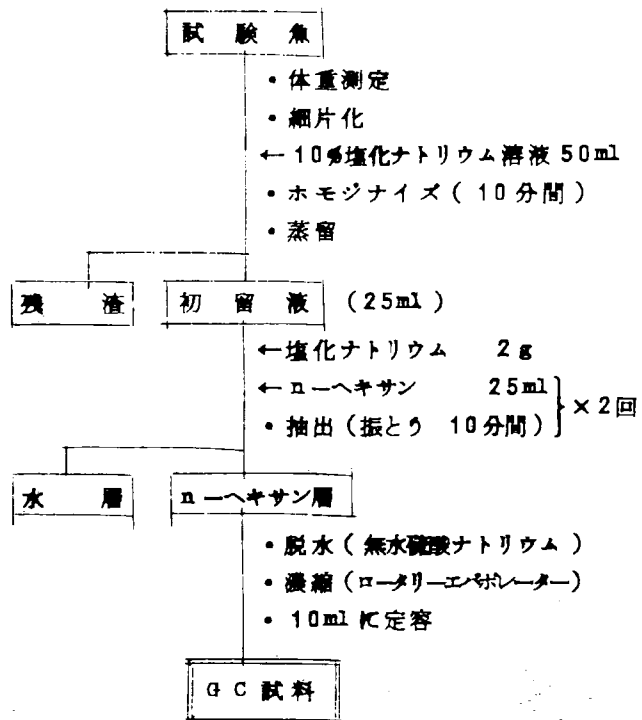 試験魚
・体重測定
・細片化
←10%塩化ナトリウム溶液 50ml
・ホモジナイズ(10分間)
・蒸留
残渣 初留液 (25ml)
←塩化ナトリウム 2g
←n-ヘキサン 25ml
・抽出(振とう 10分間) ×2回
水層 n-ヘキサン層
・脱水(無水硫酸ナトリウム)
・濃縮(ロータリーエバポレーター)
・10mlに定容
GC試料